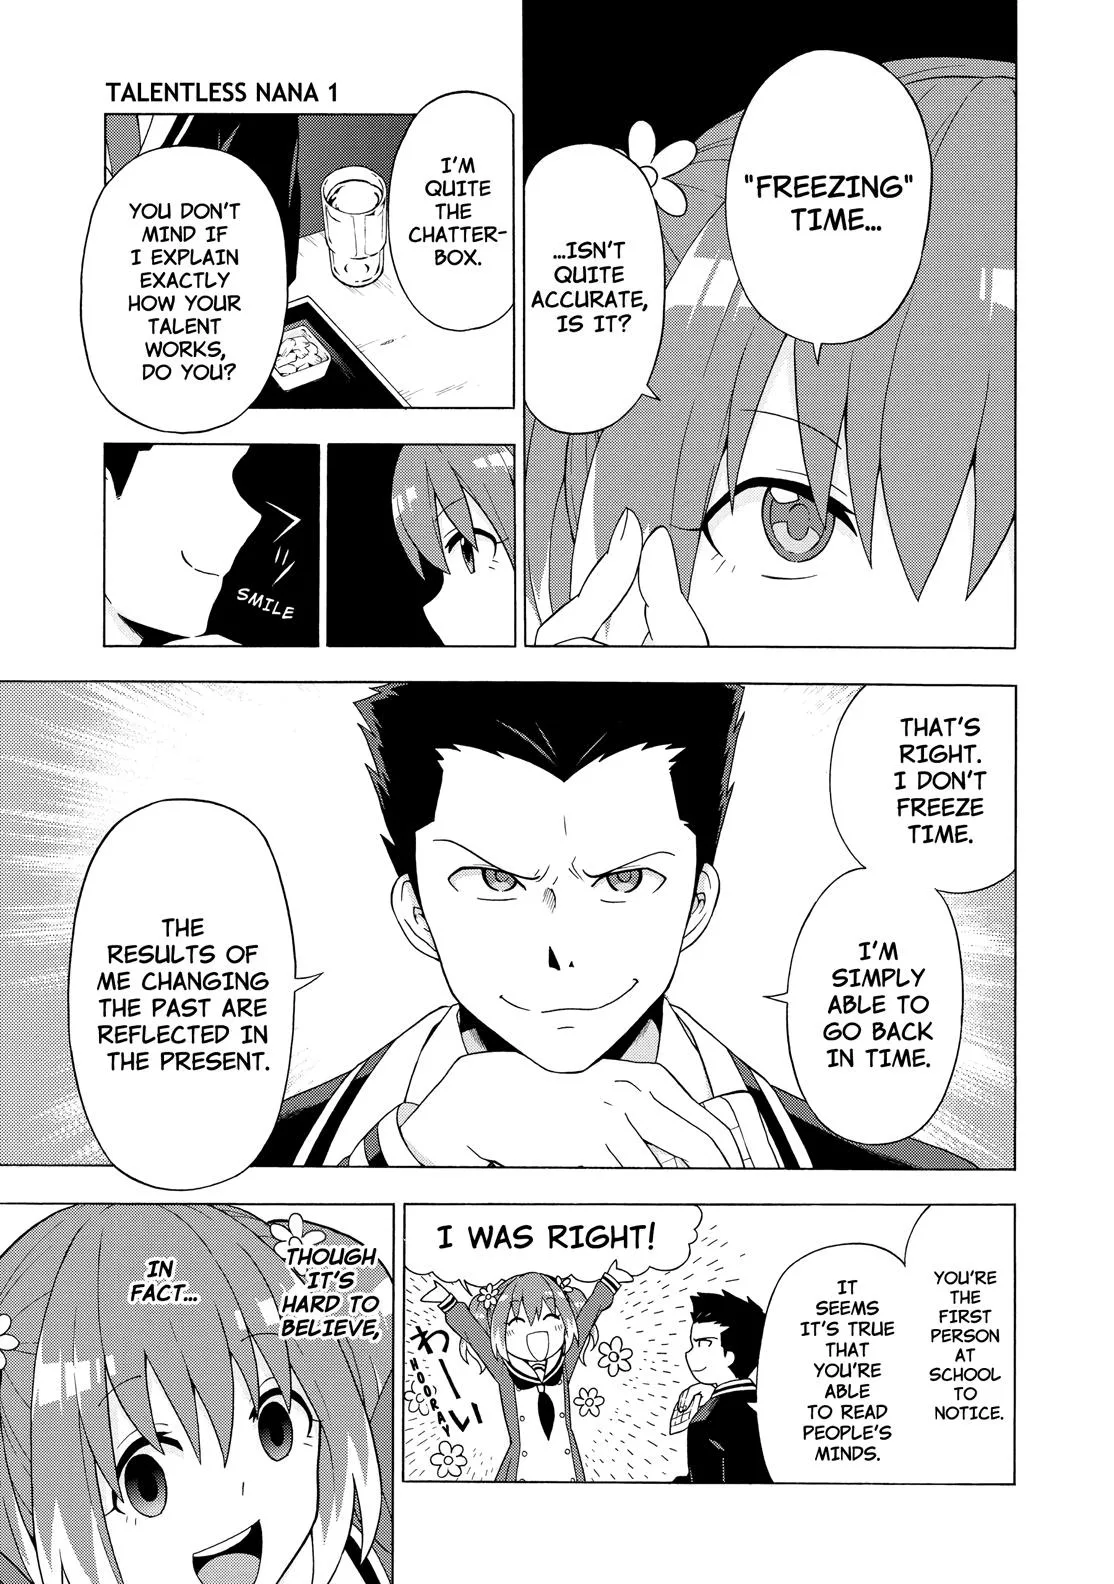 TALENTLESS NANA 1
"FREEZING"
TIME...
...ISN'T
QUITE
ACCURATE,
IS IT?
I'M
QUITE
THE
CHATTER-
BOX.
YOU DON'T
MIND IF
I EXPLAIN
EXACTLY
HOW YOUR
TALENT
WORKS,
DO YOU?
SMILE
THAT'S
RIGHT.
I DON'T
FREEZE
TIME.
I'M
SIMPLY
ABLE TO
GO BACK
IN TIME.
THE
RESULTS OF
ME CHANGING
THE PAST ARE
REFLECTED IN
THE PRESENT.
YOU'RE
THE
FIRST
PERSON
AT
SCHOOL
TO
NOTICE.
IT
SEEMS
IT'S TRUE
THAT
YOU'RE
ABLE
TO READ
PEOPLE'S
MINDS.
I WAS RIGHT!
わーい
HOORAY
THOUGH
IT'S
HARD TO
BELIEVE,
IN
FACT...